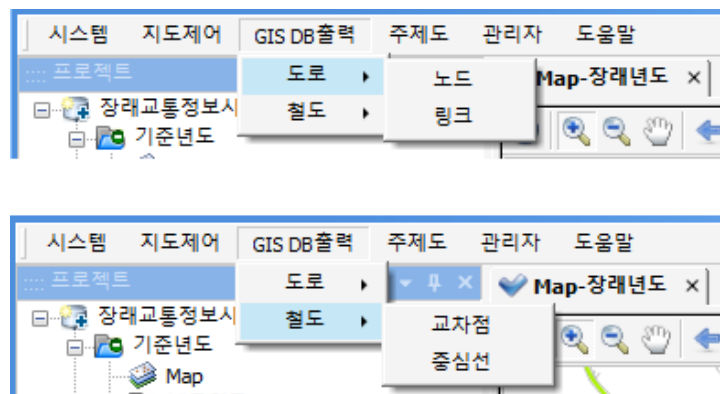 시스템 지도제어 GIS DB출력 주제도 관리자 도움말
프로젝트 도로 노드 Map-장래년도
장래교통정보시 철도 링크
기준년도
시스템 지도제어 GIS DB출력 주제도 관리자 도움말
프로젝트 도로 Map-장래년도
장래교통정보시 철도 교차점
기준년도 중심선
Map